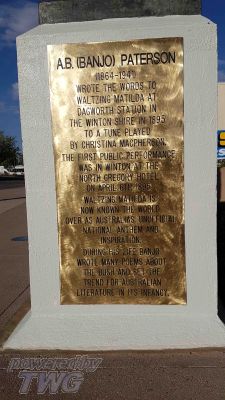 A.B. (BANJO) PATERSON
(1864-1941)
WROTE THE WORDS TO
WALTZING MATILDA AT
DAGWORTH STATION IN
THE WINTON SHIRE IN 1895
TO A TUNE PLAYED
BY CHRISTINA MACPHERSON.
THE FIRST PUBLIC PERFORMANCE
WAS IN WINTON AT THE
NORTH GREGORY HOTEL
ON APRIL 6TH 1895
WALTZING MATILDA IS
NOW KNOWN THE WORLD
OVER AS AUSTRALIA'S UNOFFICIAL
NATIONAL ANTHEM AND
INSPIRATION.
DURING HIS LIFE BANJO
WROTE MANY POEMS ABOUT
THE BUSH AND SET THE
TREND FOR AUSTRALIAN
LITERATURE IN ITS INFANCY.
powered by
TWG